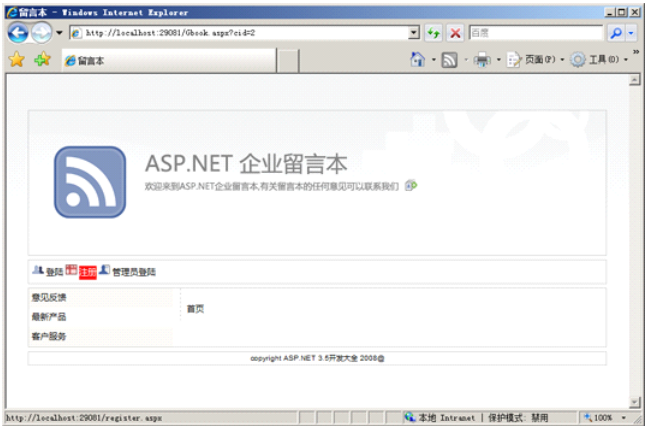 留言本 - Windows Internet Explorer
http://localhost:29081/Gbook.aspx?cid=2
百度
留言本
页面(P)
工具(O)
ASP.NET 企业留言本
欢迎来到ASP.NET企业留言本,有关留言本的任何意见可以联系我们
登陆 注册 管理员登陆
意见反馈
首页
最新产品
客户服务
copyright ASP.NET 3.5开发大全 2008@
http://localhost:29081/register.aspx 本地 Intranet | 保护模式: 禁用 100%